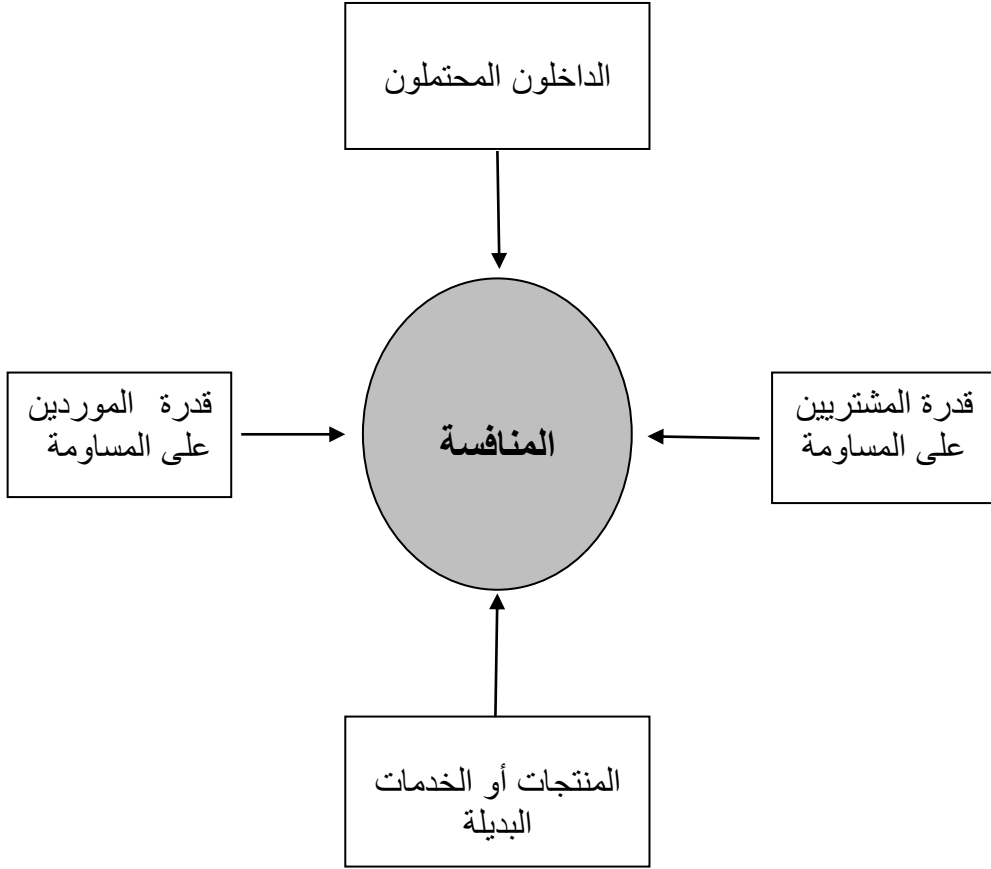 الداخلون المحتملون
قدرة المشتريين
على المساومة
المنافسة
قدرة الموردين
على المساومة
المنتجات أو الخدمات
البديلة